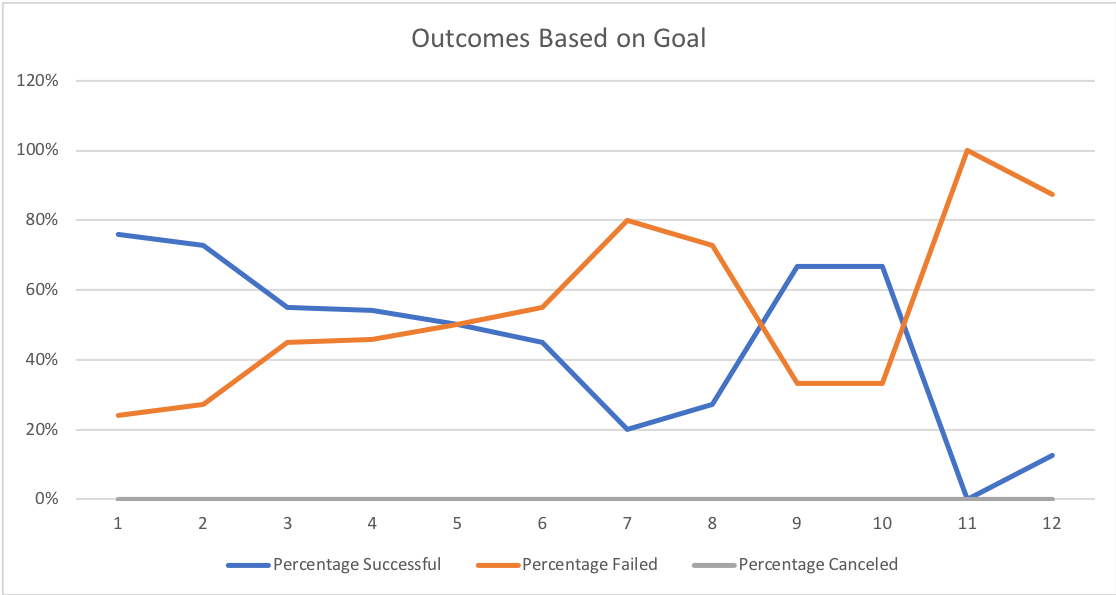 Outcomes Based on Goal
120%
100%
80%
60%
40%
20%
0%
1 2 3 4 5 6 7 8 9 10 11 12
Percentage Successful Percentage Failed Percentage Canceled